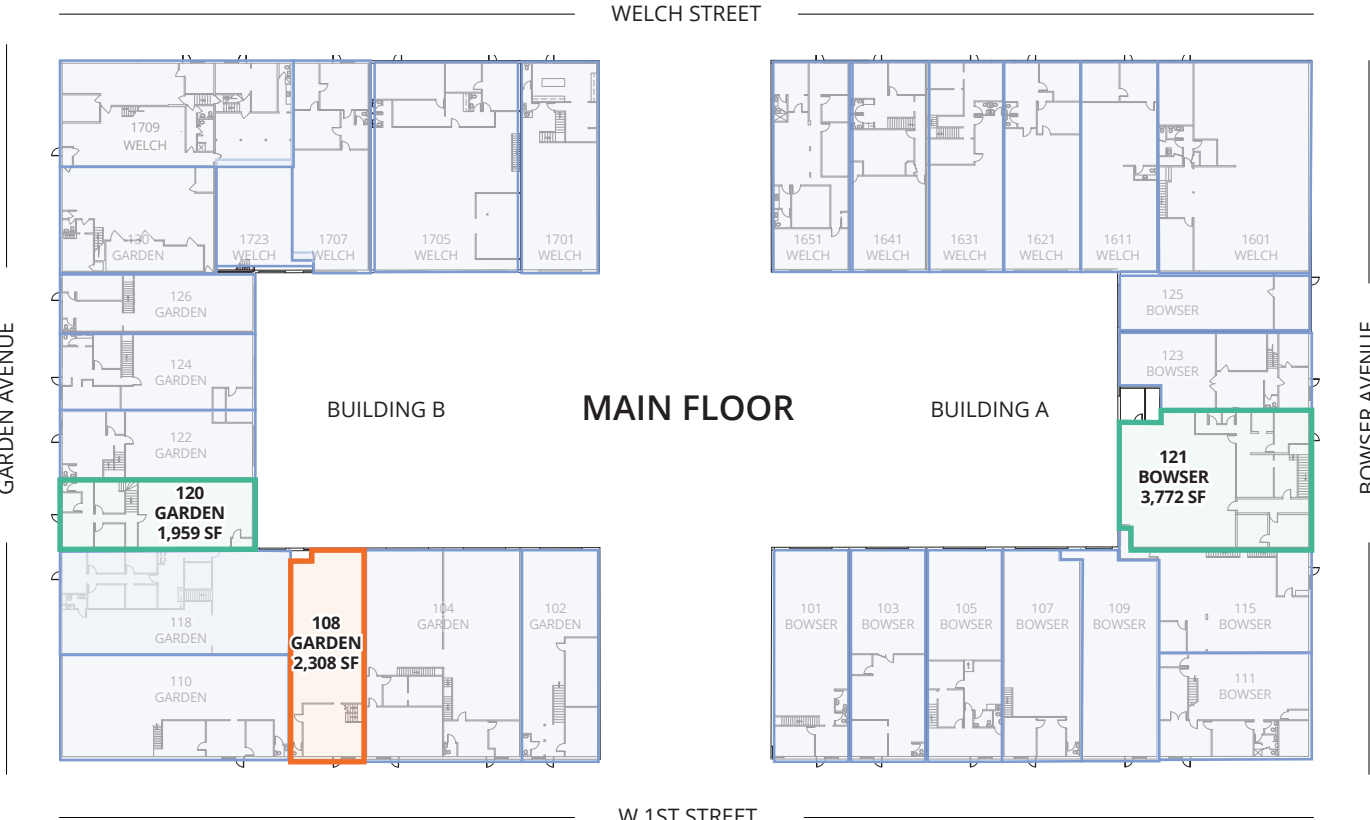 WELCH STREET
GARDEN AVENUE
BOWSER AVENUE
1709
WELCH
130
GARDEN
1723
WELCH
1707
WELCH
1705
WELCH
1701
WELCH
1651
WELCH
1641
WELCH
1631
WELCH
1621
WELCH
1611
WELCH
1601
WELCH
126
GARDEN
125
BOWSER
124
GARDEN
123
BOWSER
BUILDING B
MAIN FLOOR
BUILDING A
122
GARDEN
121
BOWSER
3,772 SF
120
GARDEN
1,959 SF
118
GARDEN
108
GARDEN
2,308 SF
104
GARDEN
102
GARDEN
101
BOWSER
103
BOWSER
105
BOWSER
107
BOWSER
109
BOWSER
115
BOWSER
110
GARDEN
111
BOWSER
W 1ST STREET